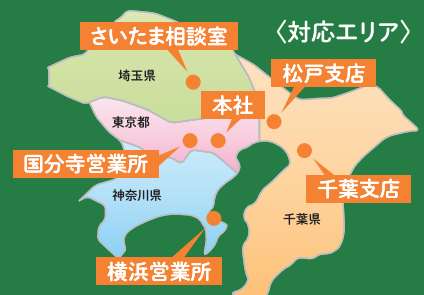 さいたま相談室
〈対応エリア〉
埼玉県
松戸支店
本社
東京都
国分寺営業所
千葉支店
神奈川県
千葉県
横浜営業所